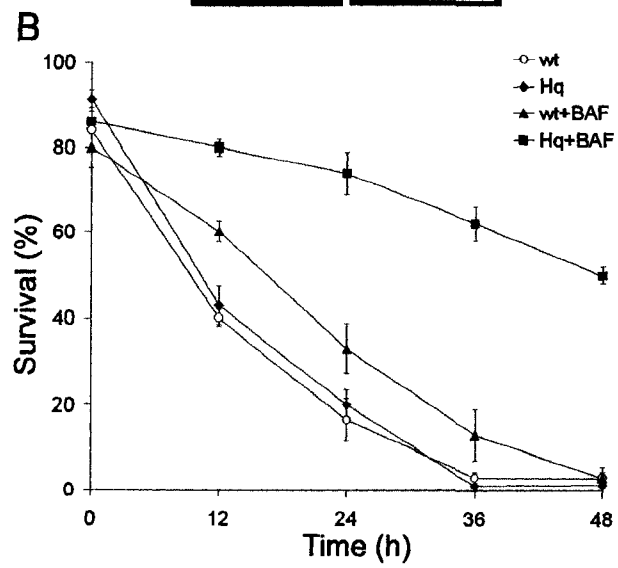 B
100
80
60
40
20
0
Survival (%)
wt
Hq
wt+BAF
Hq+BAF
0 12 24 36 48
Time (h)